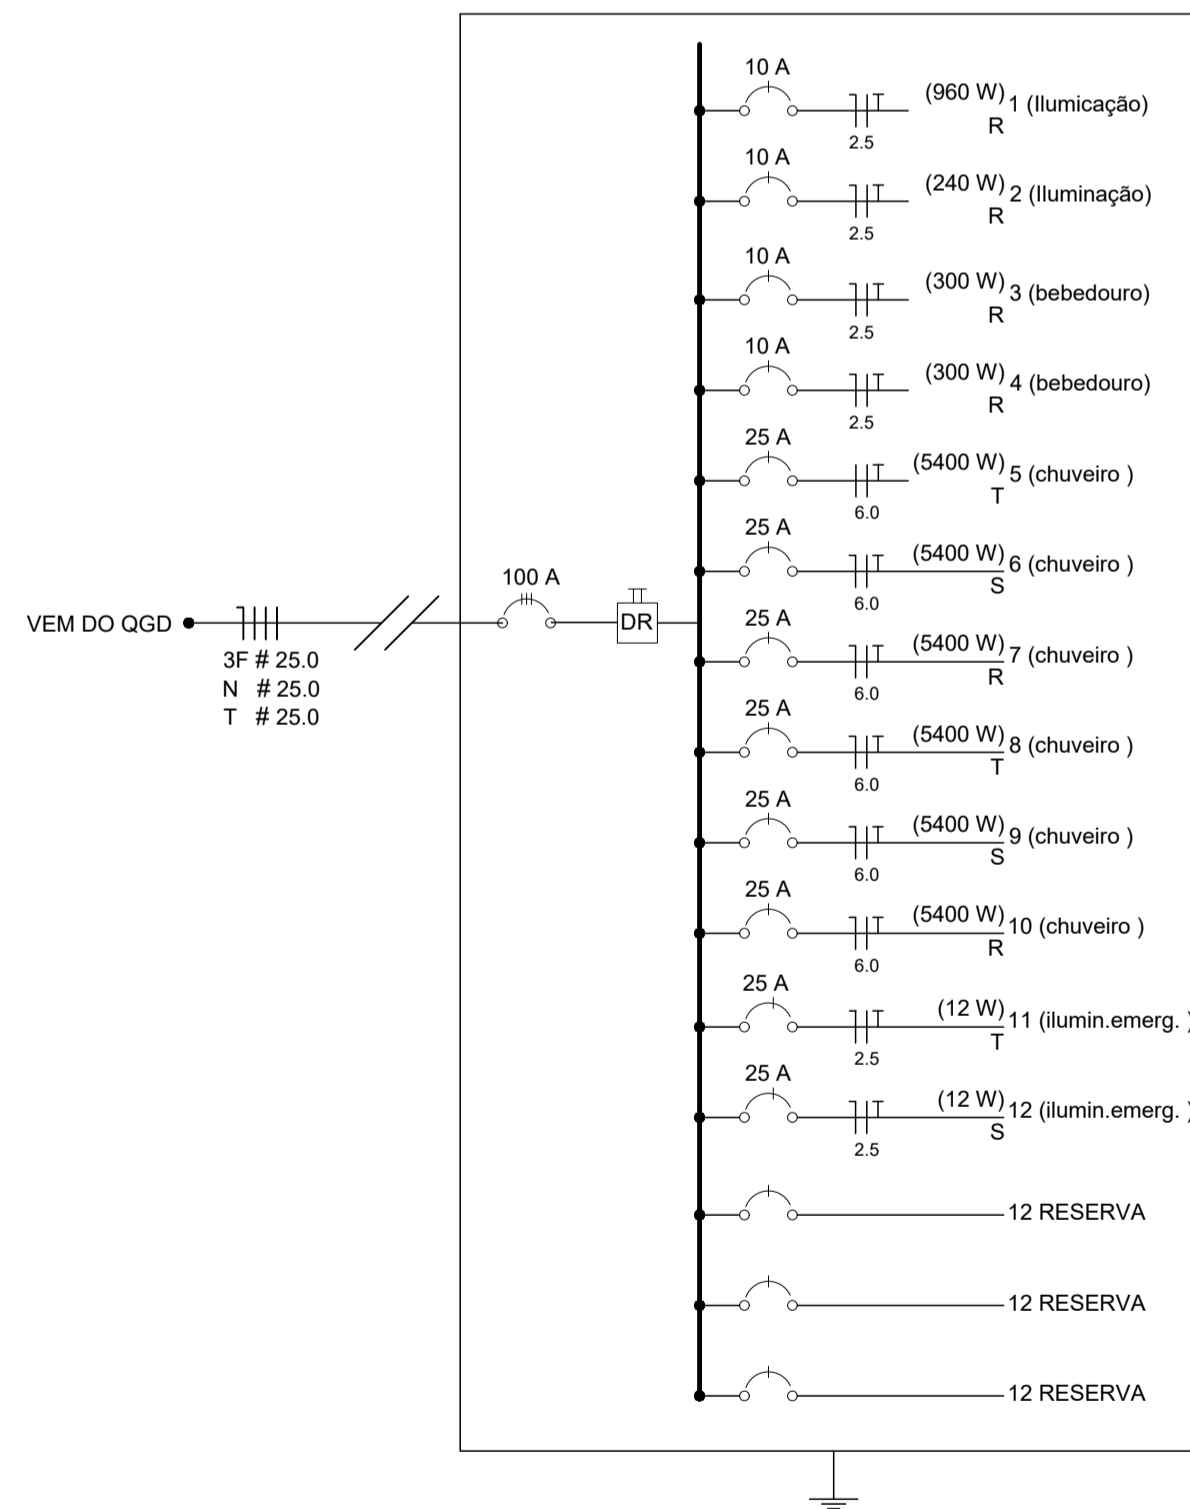 10 A
(960 W) 1 (Ilumicação)
R
2.5
10 A
(240 W) 2 (Iluminação)
R
2.5
10 A
(300 W) 3 (bebedouro)
R
2.5
10 A
(300 W) 4 (bebedouro)
R
2.5
25 A
(5400 W) 5 (chuveiro )
T
6.0
25 A
(5400 W) 6 (chuveiro )
S
6.0
100 A
DR
VEM DO QGD
3F # 25.0
N # 25.0
T # 25.0
25 A
(5400 W) 7 (chuveiro )
R
6.0
25 A
(5400 W) 8 (chuveiro )
T
6.0
25 A
(5400 W) 9 (chuveiro )
S
6.0
25 A
(5400 W) 10 (chuveiro )
R
6.0
25 A
(12 W) 11 (ilumin.emerg. )
T
2.5
25 A
(12 W) 12 (ilumin.emerg. )
S
2.5
12 RESERVA
12 RESERVA
12 RESERVA